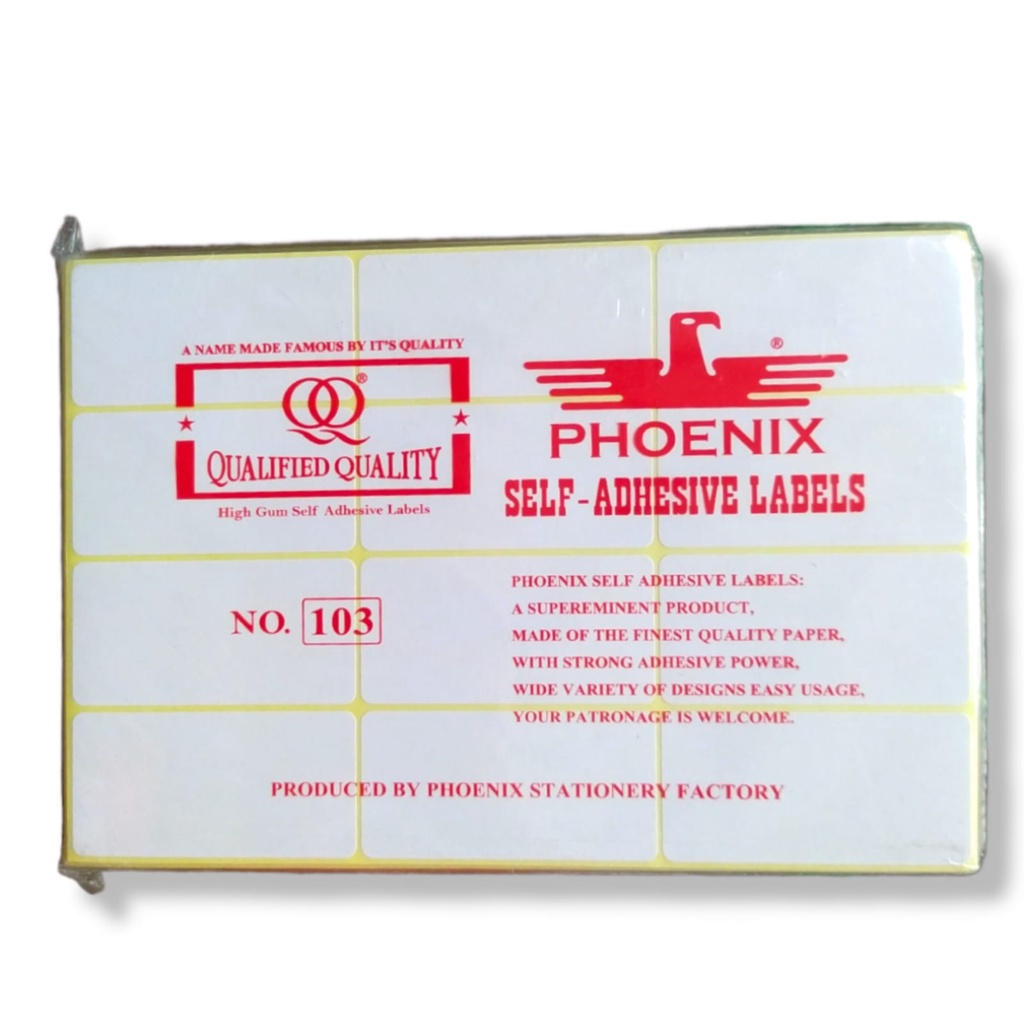 A NAME MADE FAMOUS BY IT'S QUALITY
QQ®
QUALIFIED QUALITY
High Gum Self Adhesive Labels
®
PHOENIX
SELF-ADHESIVE LABELS
NO. 103
PHOENIX SELF ADHESIVE LABELS:
A SUPEREMINENT PRODUCT,
MADE OF THE FINEST QUALITY PAPER,
WITH STRONG ADHESIVE POWER,
WIDE VARIETY OF DESIGNS EASY USAGE,
YOUR PATRONAGE IS WELCOME.
PRODUCED BY PHOENIX STATIONERY FACTORY